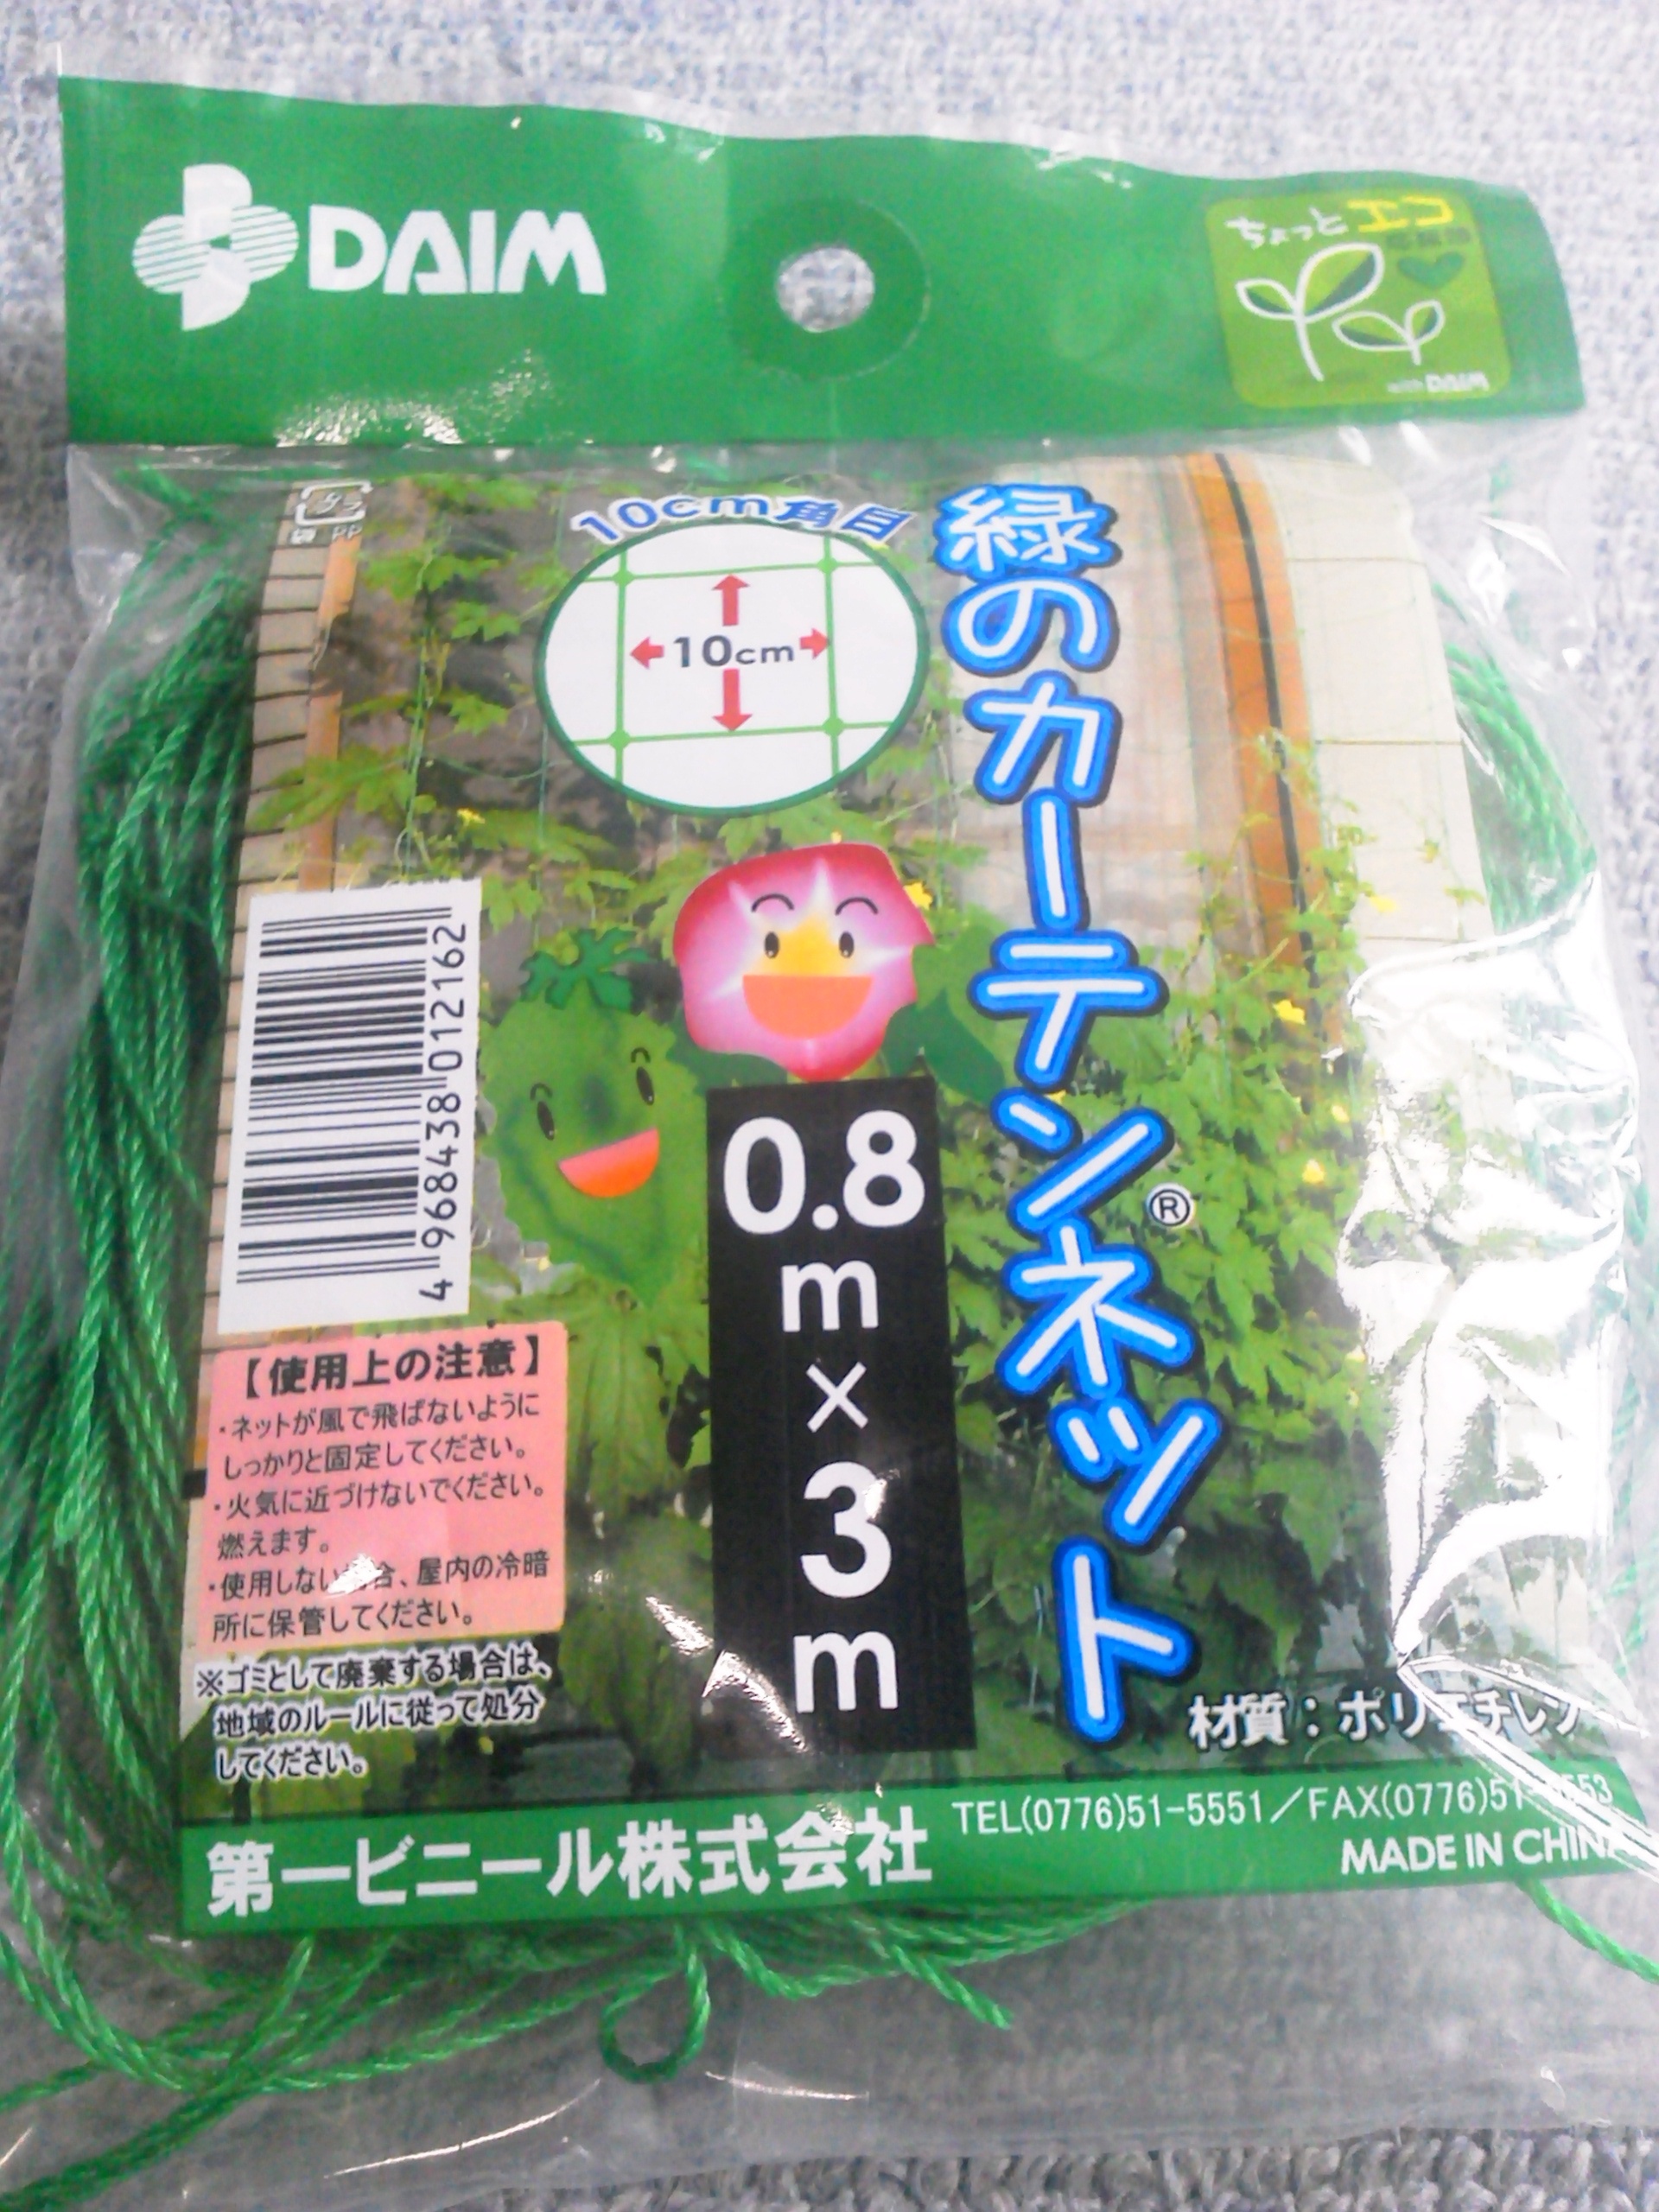 DAIM
ちょっとエコ
with DAIM
プラ
袋 PP
10cm角目
10cm
緑のカーテンネット®
4 968438 012162
0.8m×3m
【使用上の注意】
・ネットが風で飛ばないように
しっかりと固定してください。
・火気に近づけないでください。
燃えます。
・使用しない場合、屋内の冷暗
所に保管してください。
※ゴミとして廃棄する場合は、
地域のルールに従って処分
してください。
材質：ポリエチレン
第一ビニール株式会社
TEL(0776)51-5551／FAX(0776)51-5553
MADE IN CHINA